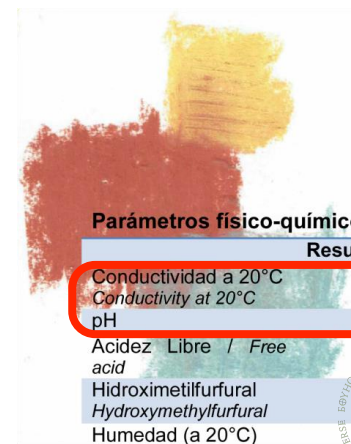 Parámetros físico-químic
Resu
Conductividad a 20°C
Conductivity at 20°C
pH
Acidez Libre / Free
acid
Hidroximetilfurfural
Hydroxymethylfurfural
Humedad (a 20°C)